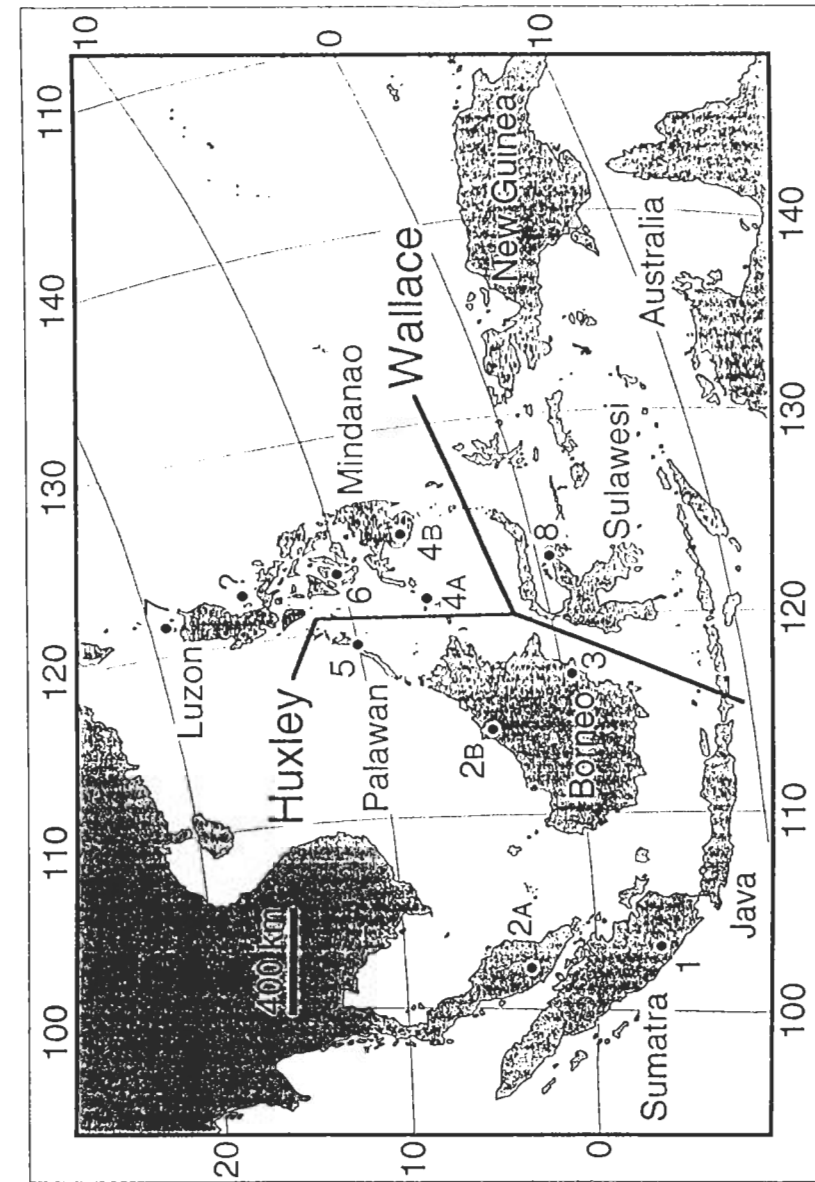 100 110 120 130 140 110
10
20
400 km
Luzon
7
?
Huxley
0
Mindanao
6
5
Palawan
10
4A
4B
Wallace
2B
2A
10
New Guinea
8
Borneo
3
0
Sulawesi
Sumatra
1
Australia
Java
100 110 120 130 140